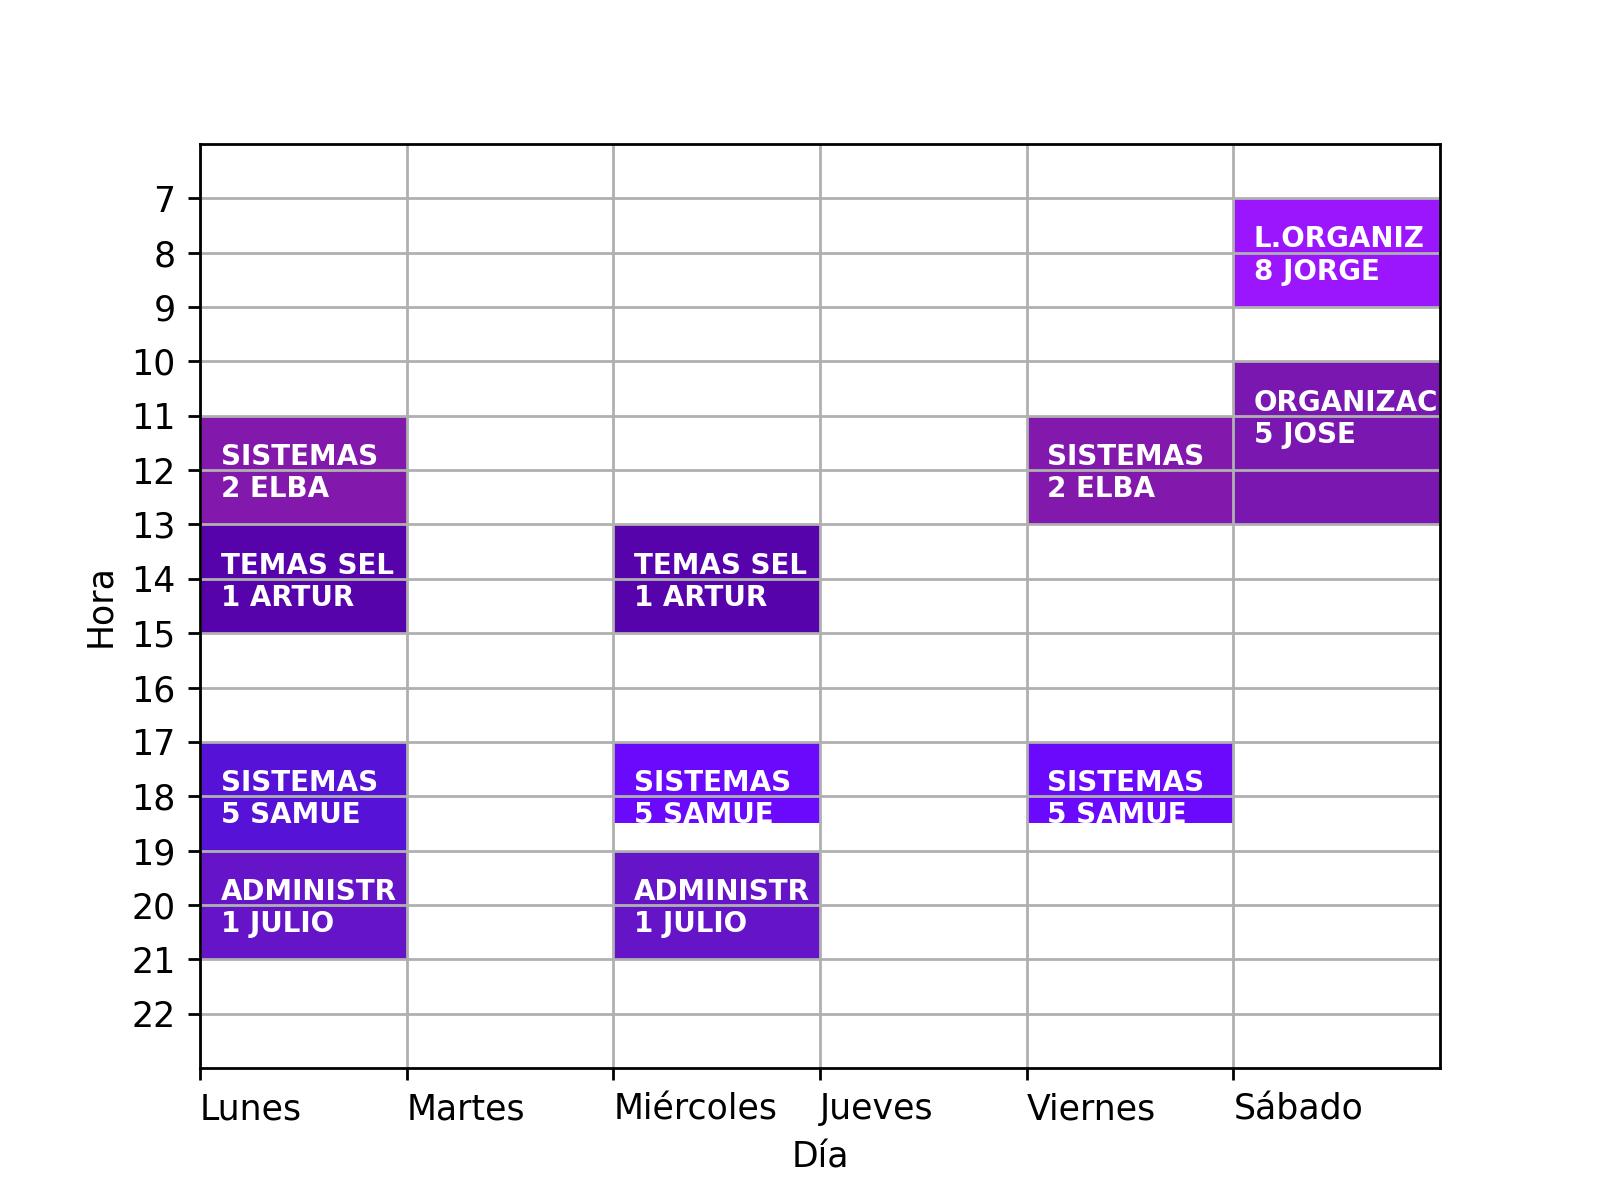 7
L.ORGANIZ
8
8 JORGE
9
10
ORGANIZAC
11
5 JOSE
SISTEMAS
SISTEMAS
12
2 ELBA
2 ELBA
13
TEMAS SEL
TEMAS SEL
14
1 ARTUR
1 ARTUR
Hora
15
16
17
SISTEMAS
SISTEMAS
SISTEMAS
18
5 SAMUE
5 SAMUE
5 SAMUE
19
ADMINISTR
ADMINISTR
20
1 JULIO
1 JULIO
21
22
Lunes Martes Miércoles Jueves Viernes Sábado
Día